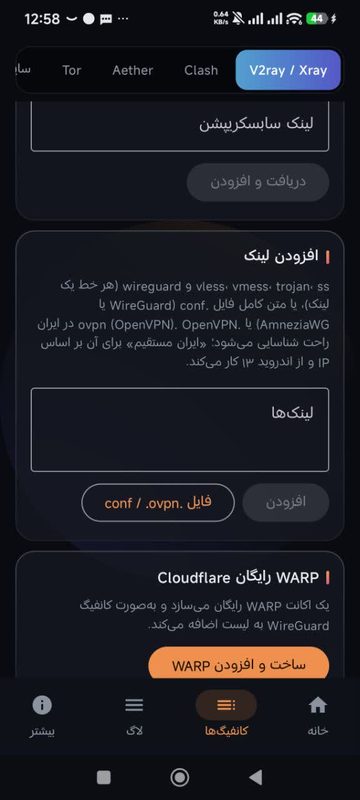 12:58
0.64 KB/s
44
V2ray / Xray
Clash
Aether
Tor
لینک سابسکریپشن
دریافت و افزودن
افزودن لینک
vless، vmess، trojan، ss و wireguard (هر خط یک
لینک)، یا متن کامل فایل .conf (WireGuard یا
AmneziaWG) یا .ovpn (OpenVPN). OpenVPN در ایران
راحت شناسایی می‌شود؛ «ایران مستقیم» برای آن بر اساس
IP و از اندروید ۱۳ کار می‌کند.
لینک‌ها
افزودن
فایل .conf / .ovpn
WARP رایگان Cloudflare
یک اکانت WARP رایگان می‌سازد و به‌صورت کانفیگ
WireGuard به لیست اضافه می‌کند.
ساخت و افزودن WARP
خانه
کانفیگ‌ها
لاگ
بیشتر